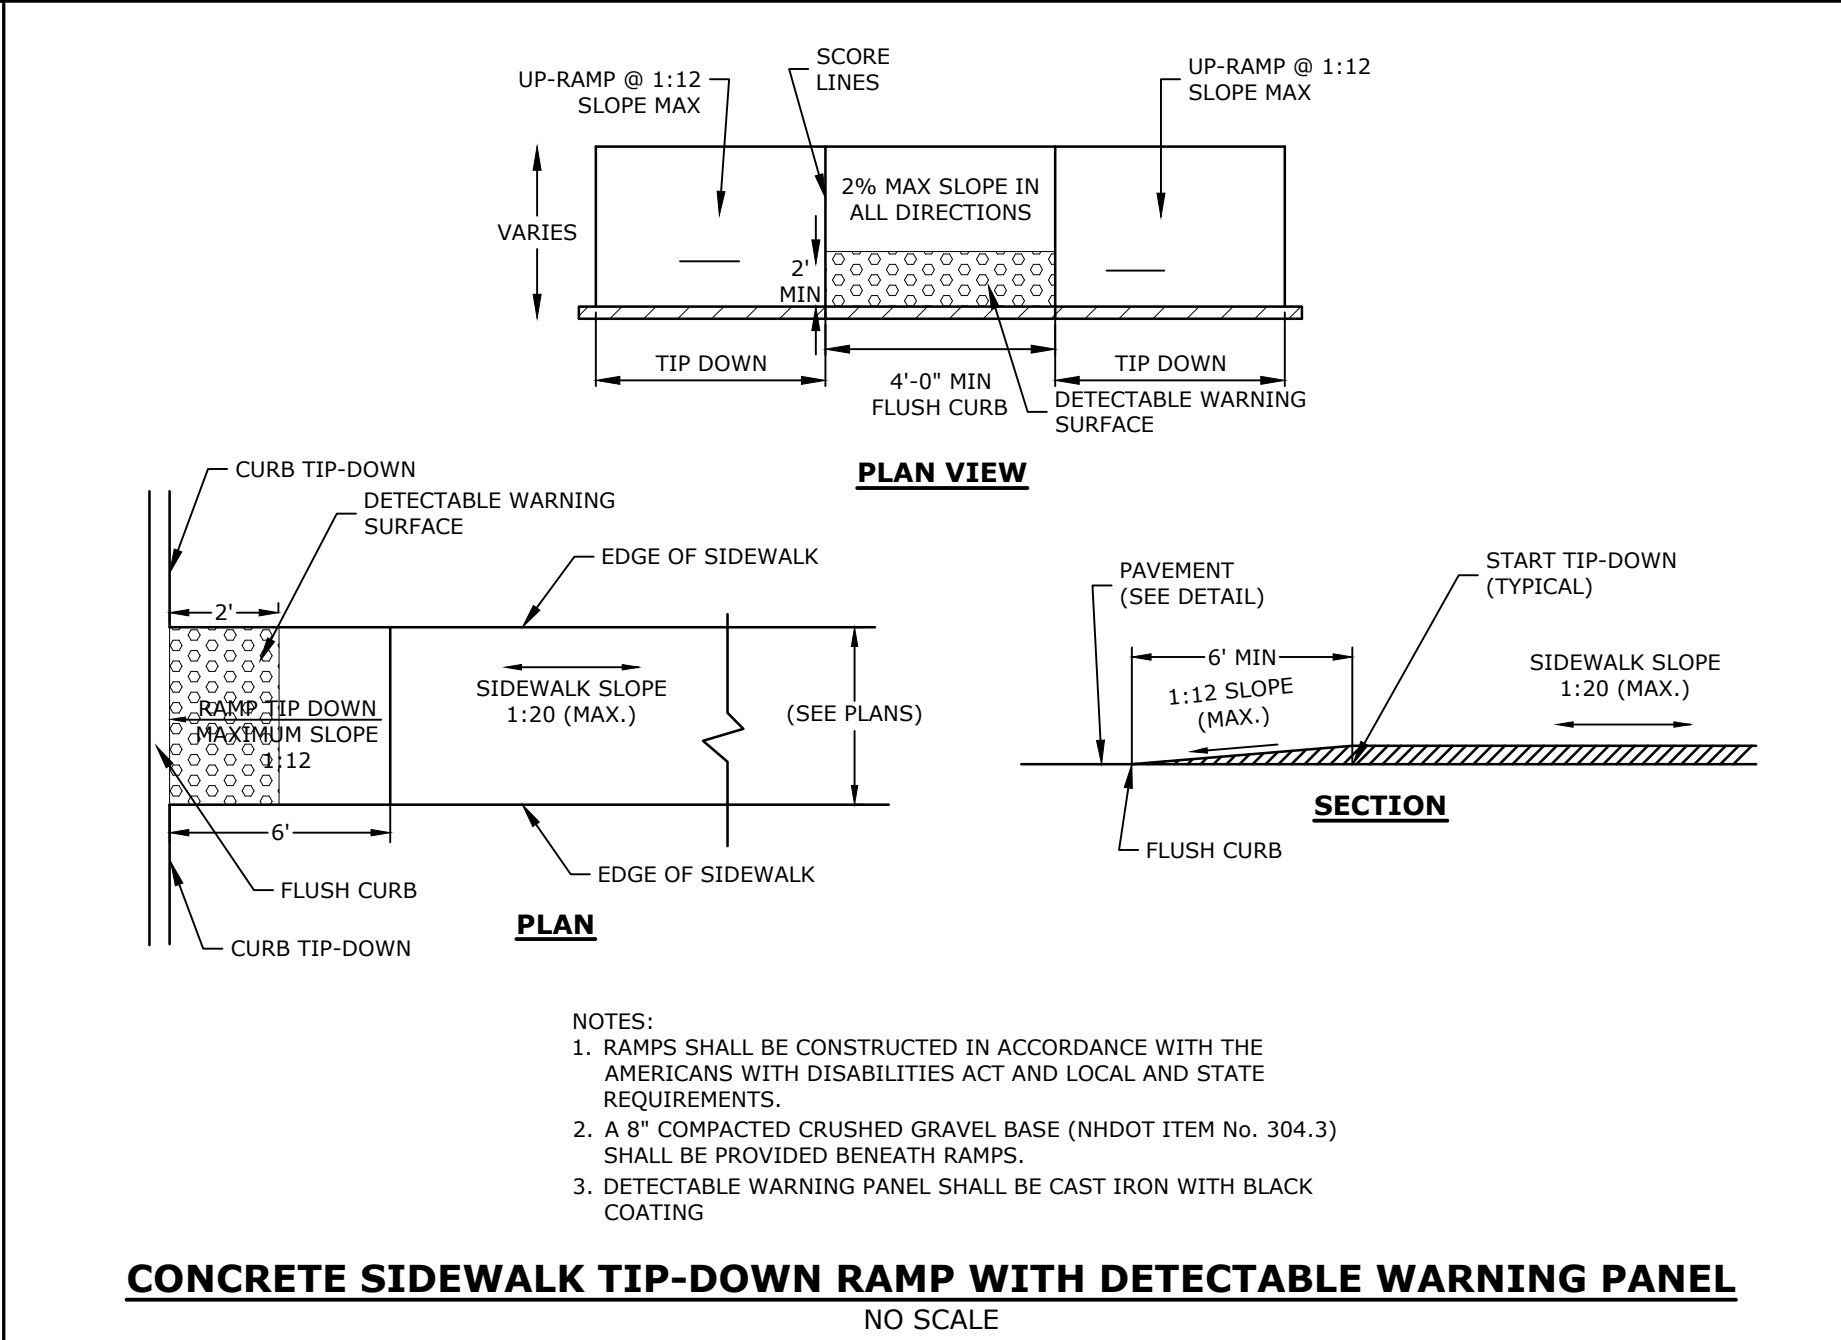 UP-RAMP @ 1:12
SLOPE MAX
SCORE
LINES
UP-RAMP @ 1:12
SLOPE MAX
VARIES
2% MAX SLOPE IN
ALL DIRECTIONS
2'
MIN
TIP DOWN
4'-0" MIN
FLUSH CURB
TIP DOWN
DETECTABLE WARNING
SURFACE
PLAN VIEW
CURB TIP-DOWN
DETECTABLE WARNING
SURFACE
EDGE OF SIDEWALK
2'
SIDEWALK SLOPE
1:20 (MAX.)
(SEE PLANS)
RAMP TIP DOWN
MAXIMUM SLOPE
1:12
6'
FLUSH CURB
EDGE OF SIDEWALK
CURB TIP-DOWN
PLAN
PAVEMENT
(SEE DETAIL)
START TIP-DOWN
(TYPICAL)
6' MIN
1:12 SLOPE
(MAX.)
SIDEWALK SLOPE
1:20 (MAX.)
SECTION
FLUSH CURB
NOTES:
1. RAMPS SHALL BE CONSTRUCTED IN ACCORDANCE WITH THE
AMERICANS WITH DISABILITIES ACT AND LOCAL AND STATE
REQUIREMENTS.
2. A 8" COMPACTED CRUSHED GRAVEL BASE (NHDOT ITEM No. 304.3)
SHALL BE PROVIDED BENEATH RAMPS.
3. DETECTABLE WARNING PANEL SHALL BE CAST IRON WITH BLACK
COATING
CONCRETE SIDEWALK TIP-DOWN RAMP WITH DETECTABLE WARNING PANEL
NO SCALE